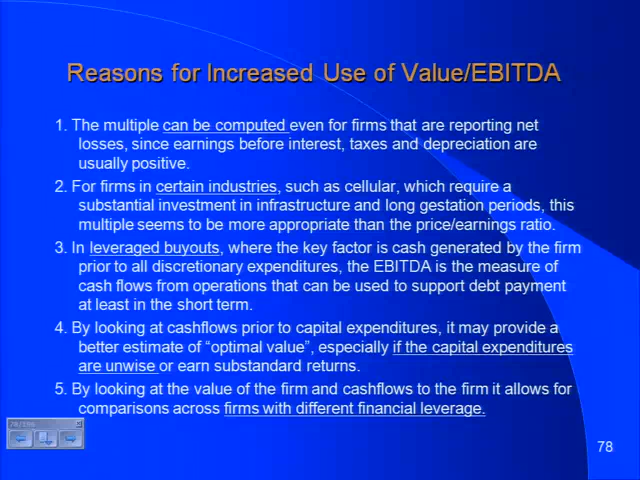 Reasons for Increased Use of Value/EBITDA
1. The multiple can be computed even for firms that are reporting net
losses, since earnings before interest, taxes and depreciation are
usually positive.
2. For firms in certain industries, such as cellular, which require a
substantial investment in infrastructure and long gestation periods, this
multiple seems to be more appropriate than the price/earnings ratio.
3. In leveraged buyouts, where the key factor is cash generated by the firm
prior to all discretionary expenditures, the EBITDA is the measure of
cash flows from operations that can be used to support debt payment
at least in the short term.
4. By looking at cashflows prior to capital expenditures, it may provide a
better estimate of “optimal value”, especially if the capital expenditures
are unwise or earn substandard returns.
5. By looking at the value of the firm and cashflows to the firm it allows for
comparisons across firms with different financial leverage.
78